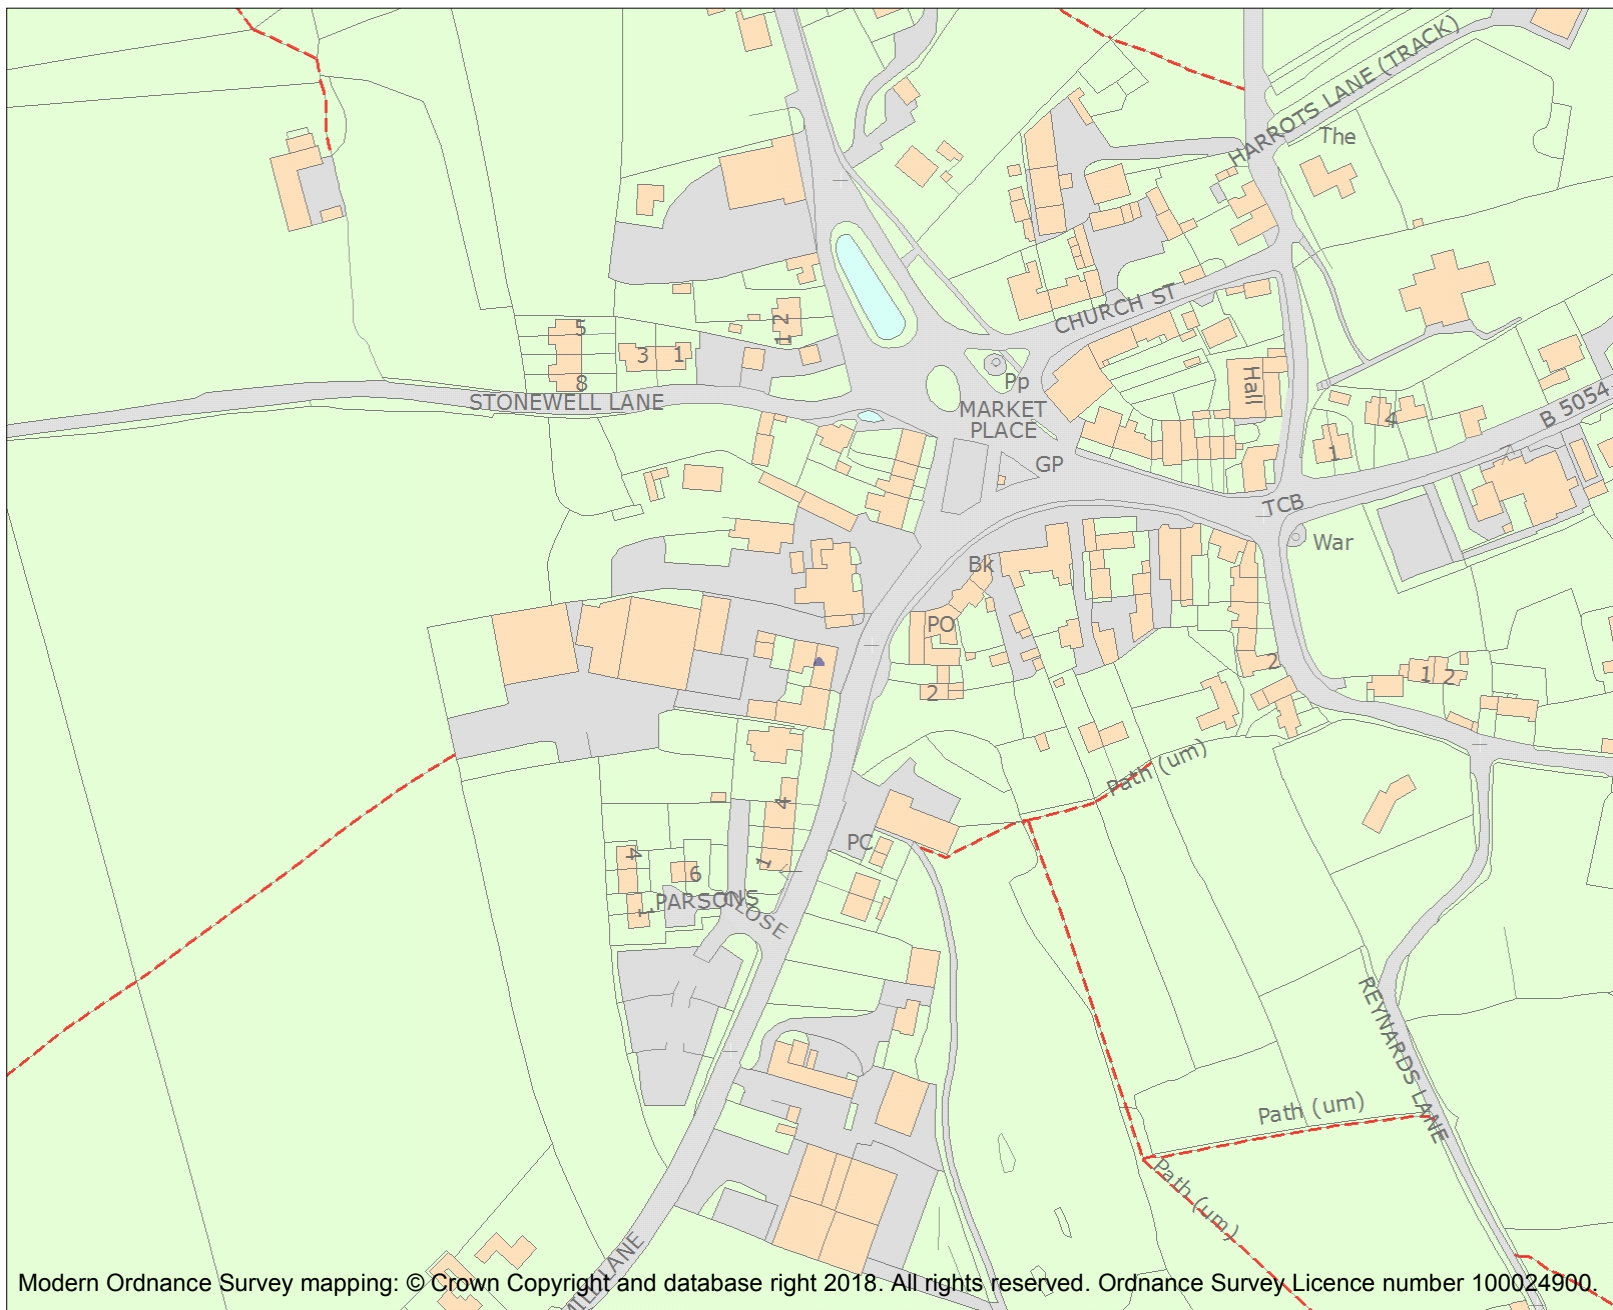 HARROTS LANE (TRACK)
The
CHURCH ST
12
5
3
1
8
STONEWELL LANE
Pp
MARKET
PLACE
GP
Hall
4
1
B 5054
TCB
War
Bk
PO
2
2
1
2
Path (um)
4
PC
1
4
6
1
PARSONS
CLOSE
REYNARDS LANE
Path (um)
Path (um)
MILL LANE
Modern Ordnance Survey mapping: © Crown Copyright and database right 2018. All rights reserved. Ordnance Survey Licence number 100024900.